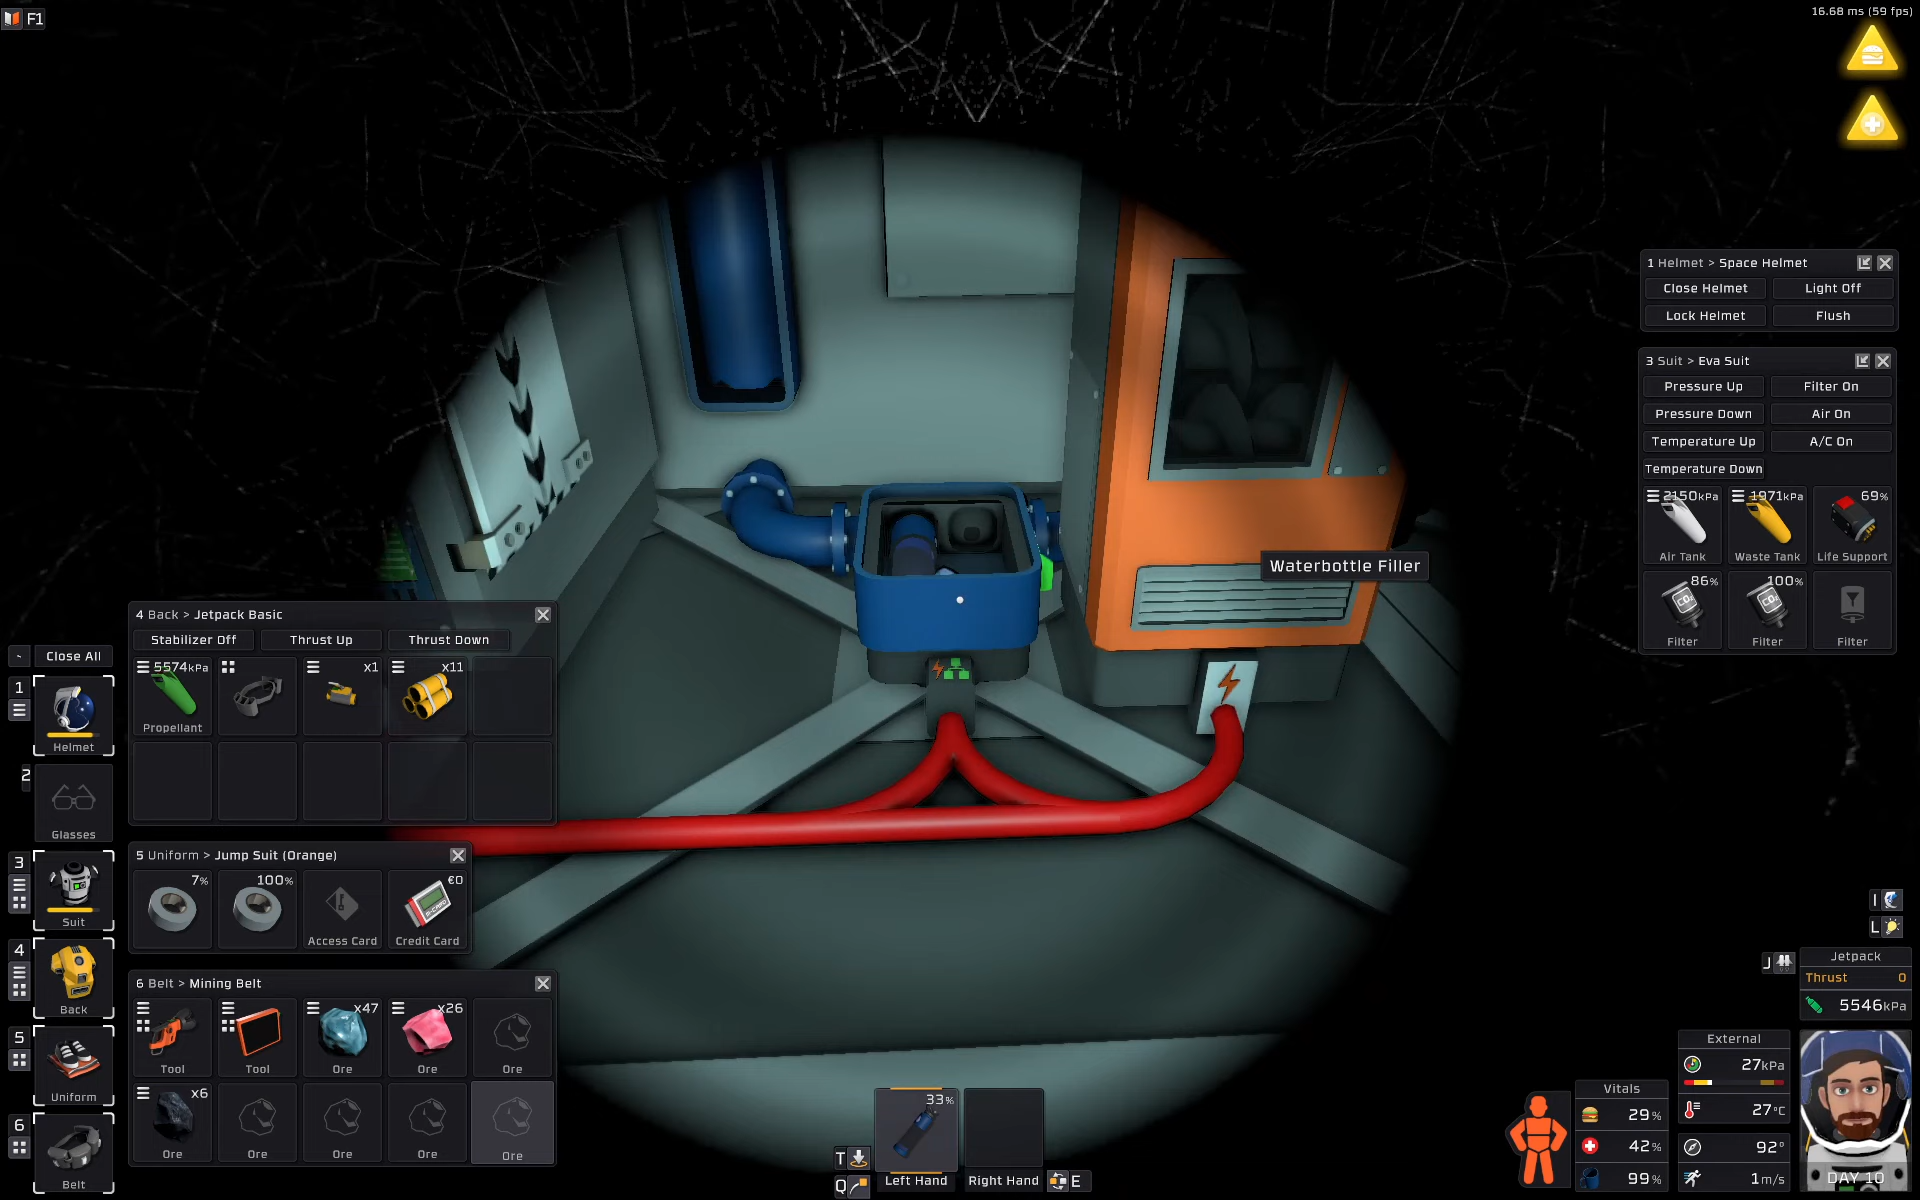 F1
16.68 ms (59 fps)
1 Helmet > Space Helmet
Close Helmet Light Off
Lock Helmet Flush
3 Suit > Eva Suit
Pressure Up Filter On
Pressure Down Air On
Temperature Up A/C On
Temperature Down
2150kPa 1971kPa 69%
Air Tank Waste Tank Life Support
86% 100%
CO₂ CO₂
Filter Filter Filter
Waterbottle Filler
4 Back > Jetpack Basic
Stabilizer Off Thrust Up Thrust Down
5574kPa x1 x11
Propellant
5 Uniform > Jump Suit (Orange)
7% 100% €0
Access Card Credit Card
6 Belt > Mining Belt
x47 x26
Tool Tool Ore Ore Ore
x6
Ore Ore Ore Ore Ore
~ Close All
1
Helmet
2
Glasses
3
Suit
4
Back
5
Uniform
6
Belt
33%
T
Q Left Hand Right Hand E
I
L
J
Jetpack
Thrust 0
5546kPa
External
27kPa
27°C
92°
1m/s
Vitals
29%
42%
99%
DAY 10